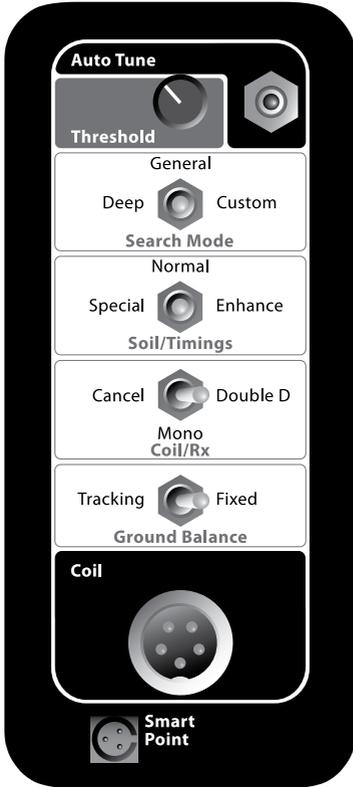 Auto Tune
Threshold
General
Deep Custom
Search Mode
Normal
Special Enhance
Soil/Timings
Cancel Double D
Mono
Coil/Rx
Tracking Fixed
Ground Balance
Coil
Smart
Point